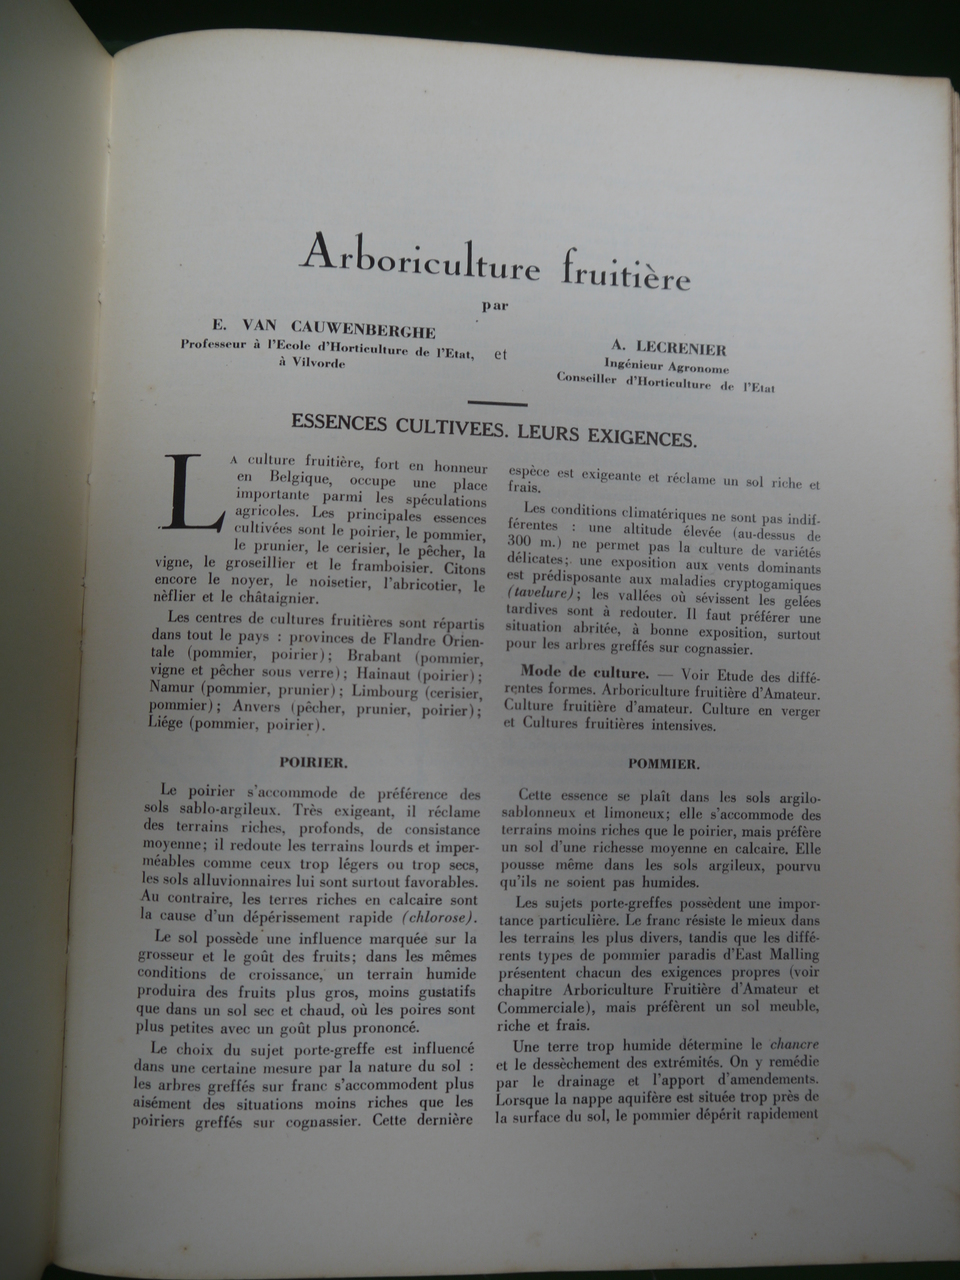 Arboriculture fruitière
par
E. VAN CAUWENBERGHE
Professeur à l'Ecole d'Horticulture de l'Etat,
à Vilvorde
et
A. LECRENIER
Ingénieur Agronome
Conseiller d'Horticulture de l'Etat
ESSENCES CULTIVEES. LEURS EXIGENCES.
LA culture fruitière, fort en honneur
en Belgique, occupe une place
importante parmi les spéculations
agricoles. Les principales essences
cultivées sont le poirier, le pommier,
le prunier, le cerisier, le pêcher, la
vigne, le groseillier et le framboisier. Citons
encore le noyer, le noisetier, l'abricotier, le
nèflier et le châtaignier.
Les centres de cultures fruitières sont répartis
dans tout le pays : provinces de Flandre Orien-
tale (pommier, poirier) ; Brabant (pommier,
vigne et pêcher sous verre) ; Hainaut (poirier) ;
Namur (pommier, prunier) ; Limbourg (cerisier,
pommier) ; Anvers (pêcher, prunier, poirier) ;
Liége (pommier, poirier).
POIRIER.
Le poirier s'accommode de préférence des
sols sablo-argileux. Très exigeant, il réclame
des terrains riches, profonds, de consistance
moyenne; il redoute les terrains lourds et imper-
méables comme ceux trop légers ou trop secs,
les sols alluvionnaires lui sont surtout favorables.
Au contraire, les terres riches en calcaire sont
la cause d'un dépérissement rapide (chlorose).
Le sol possède une influence marquée sur la
grosseur et le goût des fruits; dans les mêmes
conditions de croissance, un terrain humide
produira des fruits plus gros, moins gustatifs
que dans un sol sec et chaud, où les poires sont
plus petites avec un goût plus prononcé.
Le choix du sujet porte-greffe est influencé
dans une certaine mesure par la nature du sol :
les arbres greffés sur franc s'accommodent plus
aisément des situations moins riches que les
poiriers greffés sur cognassier. Cette dernière
espèce est exigeante et réclame un sol riche et
frais.
Les conditions climatériques ne sont pas indif-
férentes : une altitude élevée (au-dessus de
300 m.) ne permet pas la culture de variétés
délicates; une exposition aux vents dominants
est prédisposante aux maladies cryptogamiques
(tavelure) ; les vallées où sévissent les gelées
tardives sont à redouter. Il faut préférer une
situation abritée, à bonne exposition, surtout
pour les arbres greffés sur cognassier.
Mode de culture. — Voir Etude des diffé-
rentes formes. Arboriculture fruitière d'Amateur.
Culture fruitière d'amateur. Culture en verger
et Cultures fruitières intensives.
POMMIER.
Cette essence se plaît dans les sols argilo-
sablonneux et limoneux; elle s'accommode des
terrains moins riches que le poirier, mais préfère
un sol d'une richesse moyenne en calcaire. Elle
pousse même dans les sols argileux, pourvu
qu'ils ne soient pas humides.
Les sujets porte-greffes possèdent une impor-
tance particulière. Le franc résiste le mieux dans
les terrains les plus divers, tandis que les diffé-
rents types de pommier paradis d'East Malling
présentent chacun des exigences propres (voir
chapitre Arboriculture Fruitière d'Amateur et
Commerciale), mais préfèrent un sol meuble,
riche et frais.
Une terre trop humide détermine le chancre
et le dessèchement des extrémités. On y remédie
par le drainage et l'apport d'amendements.
Lorsque la nappe aquifère est située trop près de
la surface du sol, le pommier dépérit rapidement